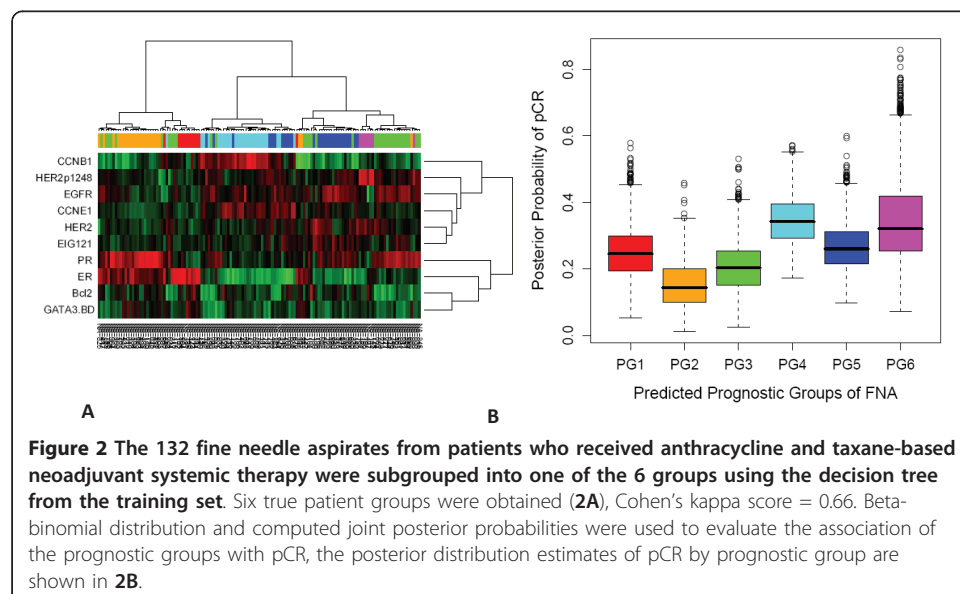 CCNB1
HER2p1248
EGFR
CCNE1
HER2
EIG121
PR
ER
Bcl2
GATA3.BD
A
Posterior Probability of pCR
0.8
0.6
0.4
0.2
0.0
PG1 PG2 PG3 PG4 PG5 PG6
Predicted Prognostic Groups of FNA
B
Figure 2 The 132 fine needle aspirates from patients who received anthracycline and taxane-based
neoadjuvant systemic therapy were subgrouped into one of the 6 groups using the decision tree
from the training set. Six true patient groups were obtained (2A), Cohen's kappa score = 0.66. Beta-
binomial distribution and computed joint posterior probabilities were used to evaluate the association of
the prognostic groups with pCR, the posterior distribution estimates of pCR by prognostic group are
shown in 2B.